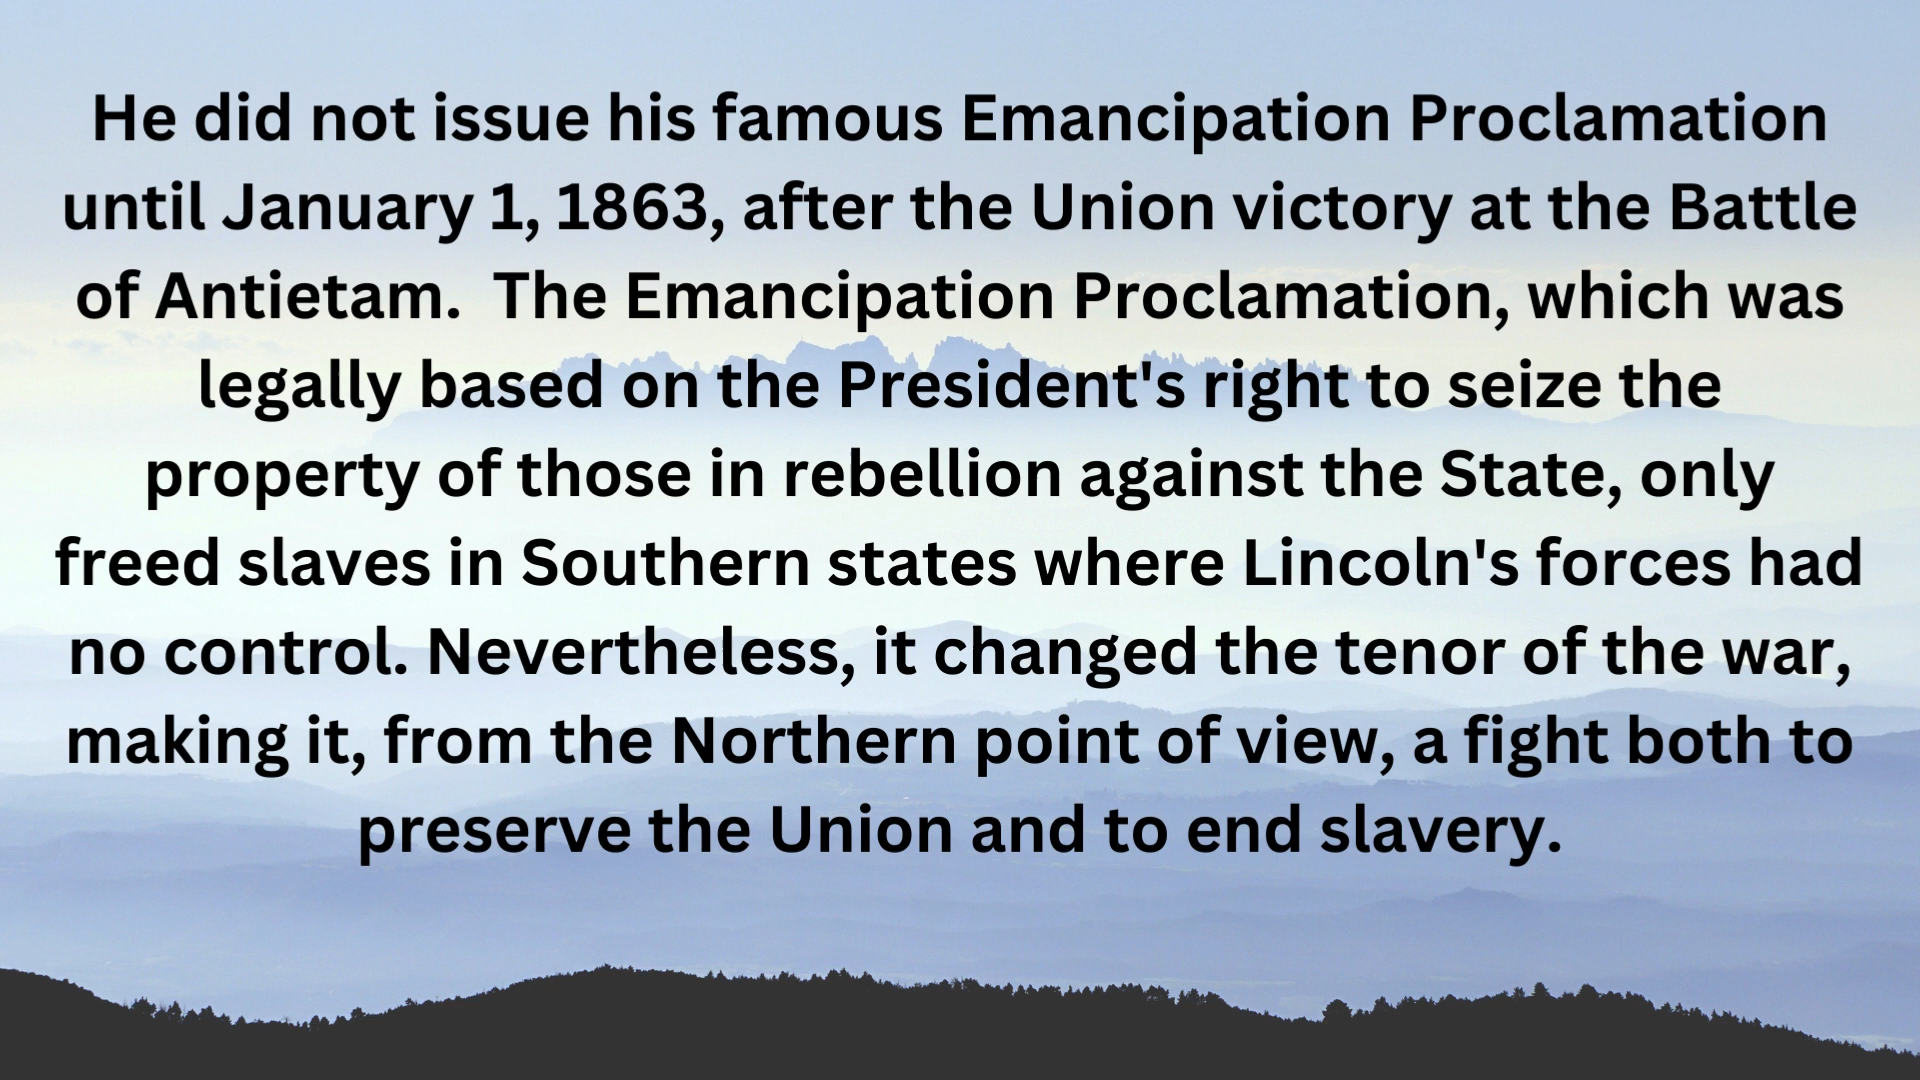 He did not issue his famous Emancipation Proclamation
until January 1, 1863, after the Union victory at the Battle
of Antietam.  The Emancipation Proclamation, which was
legally based on the President's right to seize the
property of those in rebellion against the State, only
freed slaves in Southern states where Lincoln's forces had
no control. Nevertheless, it changed the tenor of the war,
making it, from the Northern point of view, a fight both to
preserve the Union and to end slavery.